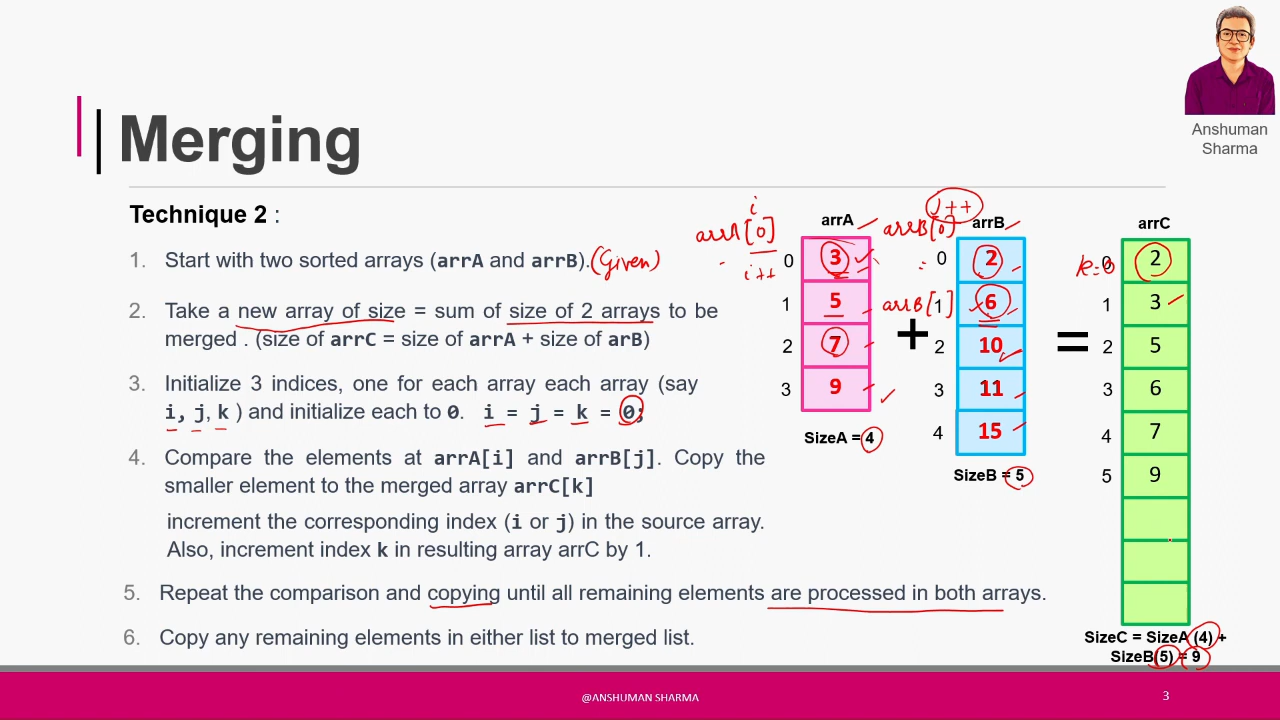 Anshuman
Sharma
Merging
Technique 2 :
1. Start with two sorted arrays (arrA and arrB). (Given)
2. Take a new array of size = sum of size of 2 arrays to be
merged . (size of arrC = size of arrA + size of arB)
3. Initialize 3 indices, one for each array each array (say
i, j, k ) and initialize each to 0. i = j = k = 0;
4. Compare the elements at arrA[i] and arrB[j]. Copy the
smaller element to the merged array arrC[k]
increment the corresponding index (i or j) in the source array.
Also, increment index k in resulting array arrC by 1.
5. Repeat the comparison and copying until all remaining elements are processed in both arrays.
6. Copy any remaining elements in either list to merged list.
i
arrA[0]
i++
arrA
0 3
1 5
2 7
3 9
SizeA = 4
+
j++
arrB[0]
arrB[1]
arrB
0 2
1 6
2 10
3 11
4 15
SizeB = 5
=
k=0
arrC
0 2
1 3
2 5
3 6
4 7
5 9
SizeC = SizeA (4) +
SizeB(5) = 9
@ANSHUMAN SHARMA
3